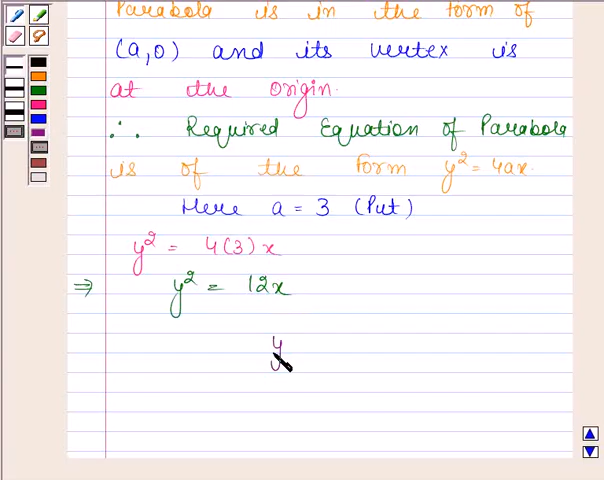 Parabola is in the form of
(a,0) and its vertex is
at the origin.
∴ Required Equation of Parabola
is of the form y² = 4ax.
Here a = 3 (Put)
y² = 4(3)x
⇒ y² = 12x
y